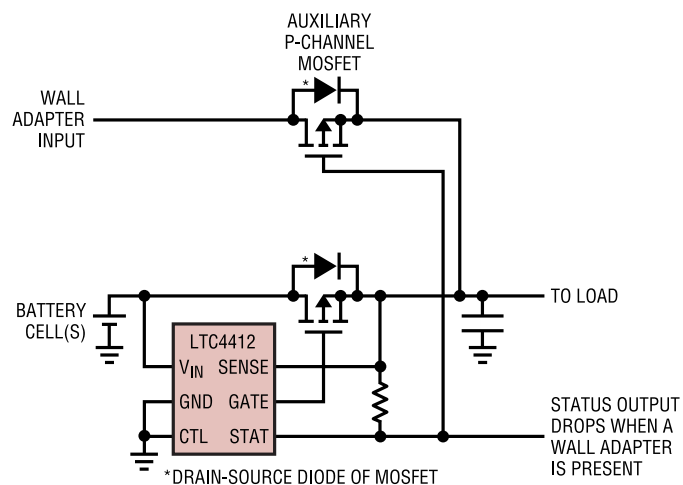 AUXILIARY
P-CHANNEL
MOSFET
*
WALL
ADAPTER
INPUT
*
BATTERY
CELL(S)
TO LOAD
LTC4412
VIN SENSE
GND GATE
CTL STAT
STATUS OUTPUT
DROPS WHEN A
WALL ADAPTER
IS PRESENT
*DRAIN-SOURCE DIODE OF MOSFET